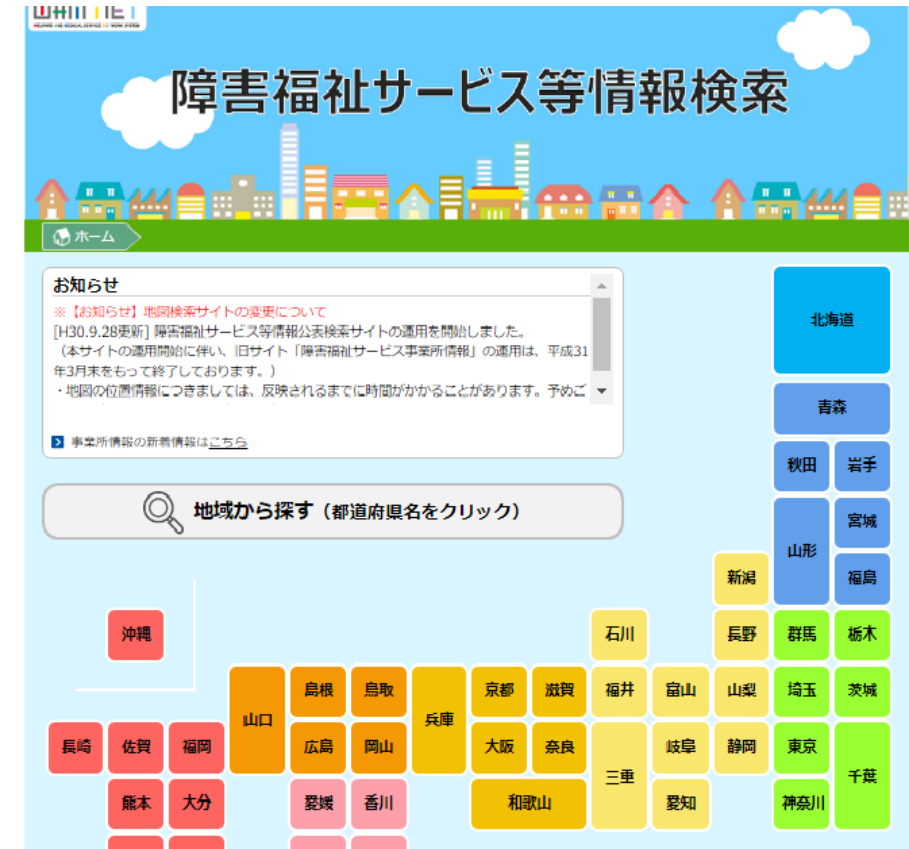 WAM NET
障害福祉サービス等情報検索
ホーム
お知らせ
※【お知らせ】地図検索サイトの変更について
[H30.9.28更新] 障害福祉サービス等情報公表検索サイトの運用を開始しました。
（本サイトの運用開始に伴い、旧サイト「障害福祉サービス事業所情報」の運用は、平成31
年3月末をもって終了しております。）
・地図の位置情報につきましては、反映されるまでに時間がかかることがあります。予めご
事業所情報の新着情報はこちら
地域から探す（都道府県名をクリック）
北海道
青森
秋田 岩手
山形 宮城
新潟 福島
沖縄 石川 長野 群馬 栃木
山口 島根 鳥取 兵庫 京都 滋賀 福井 富山 山梨 埼玉 茨城
長崎 佐賀 福岡 広島 岡山 大阪 奈良 三重 岐阜 静岡 東京 千葉
熊本 大分 愛媛 香川 和歌山 愛知 神奈川